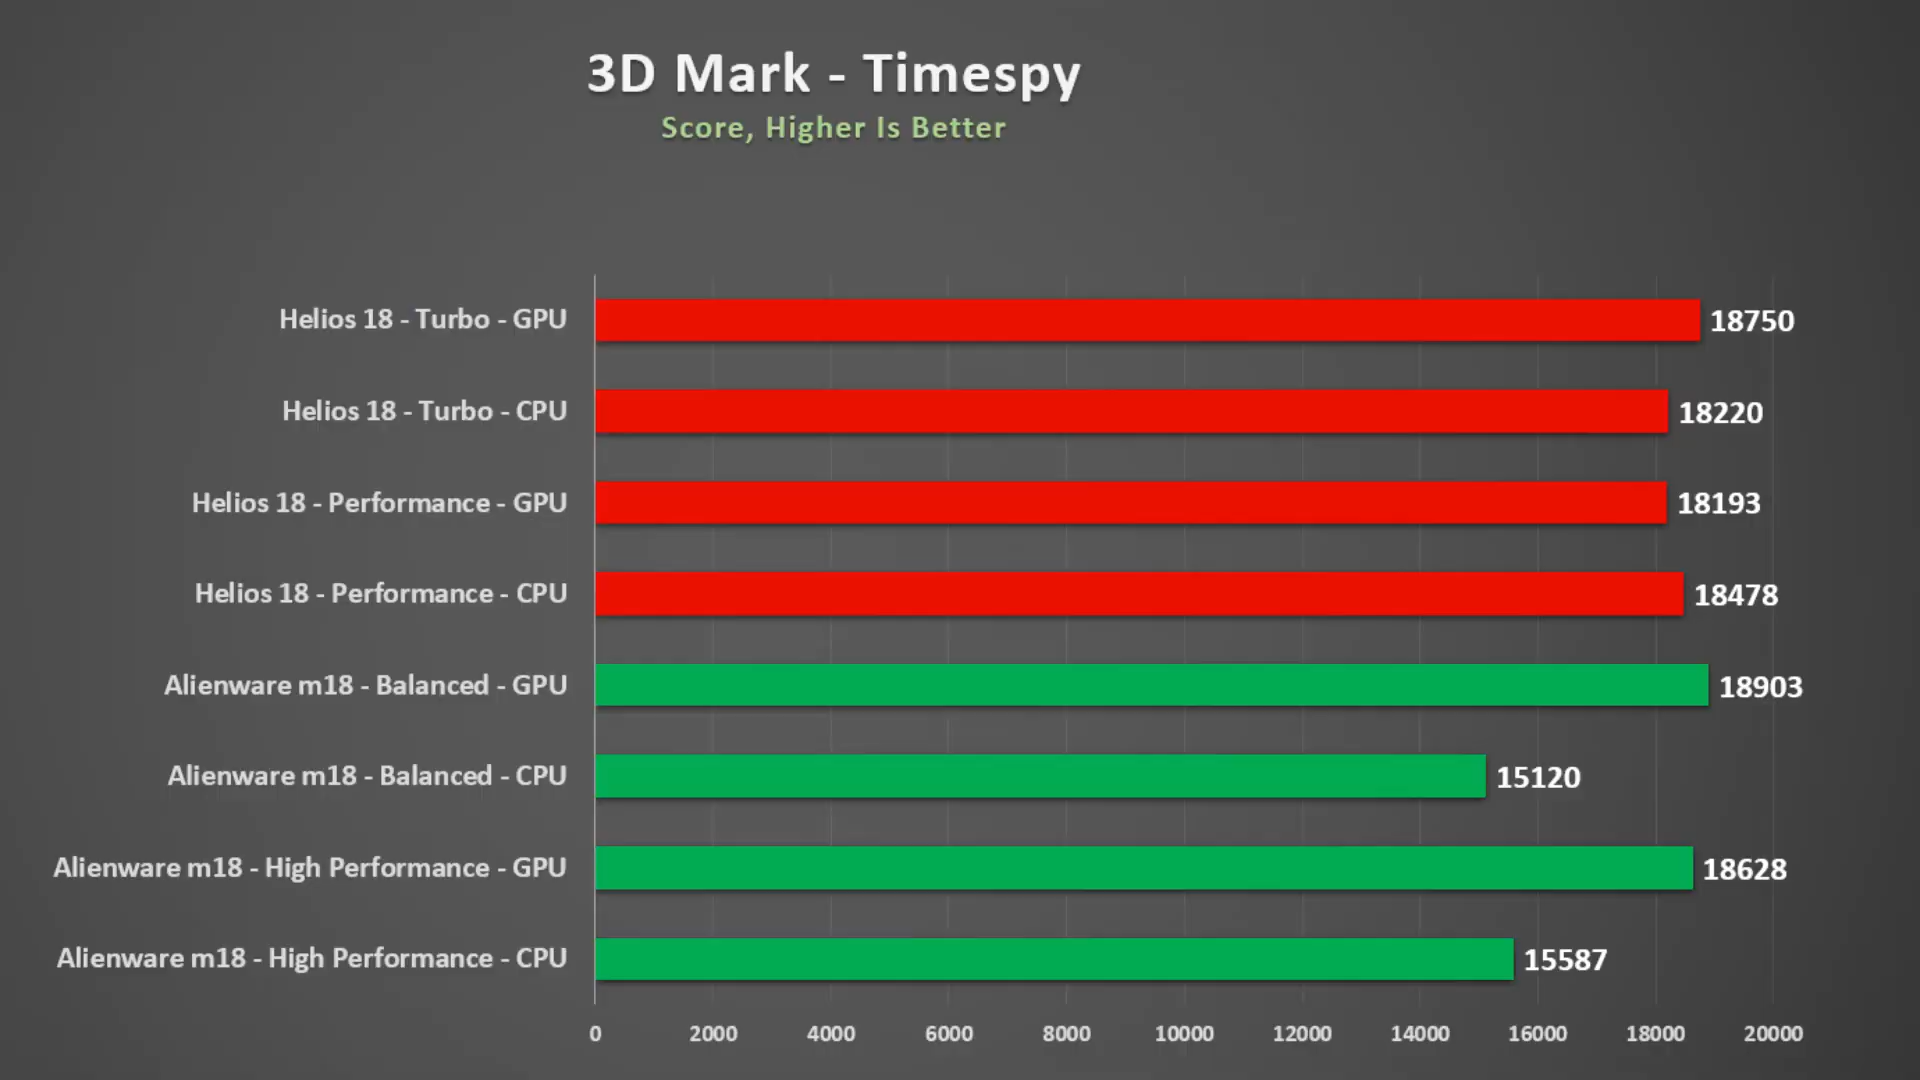 3D Mark - Timespy
Score, Higher Is Better
Helios 18 - Turbo - GPU 18750
Helios 18 - Turbo - CPU 18220
Helios 18 - Performance - GPU 18193
Helios 18 - Performance - CPU 18478
Alienware m18 - Balanced - GPU 18903
Alienware m18 - Balanced - CPU 15120
Alienware m18 - High Performance - GPU 18628
Alienware m18 - High Performance - CPU 15587
0 2000 4000 6000 8000 10000 12000 14000 16000 18000 20000